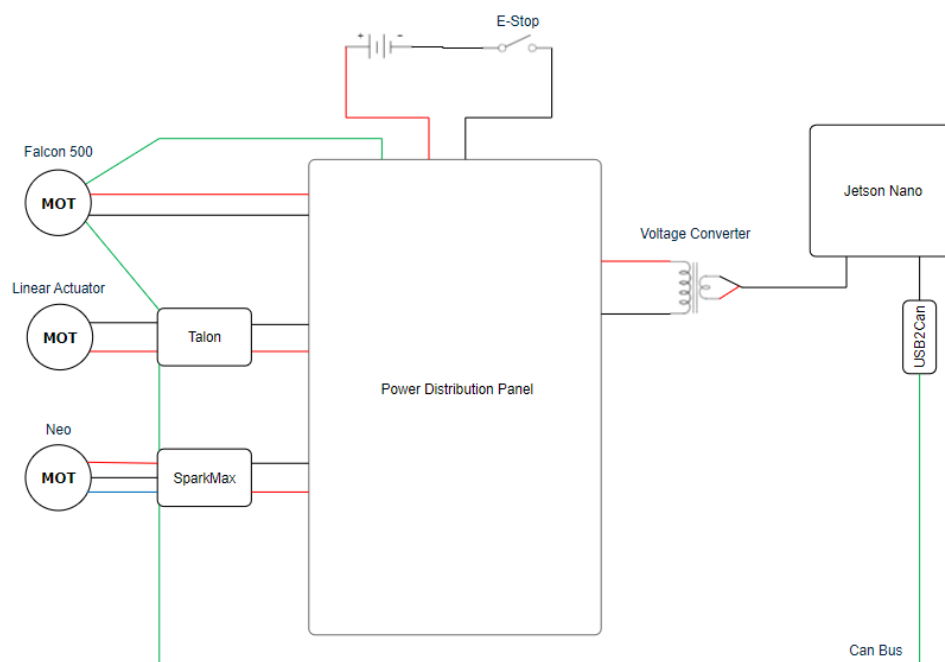 E-Stop
+ -
Falcon 500
MOT
Jetson Nano
Voltage Converter
Linear Actuator
MOT
Talon
USB2Can
Power Distribution Panel
Neo
MOT
SparkMax
Can Bus